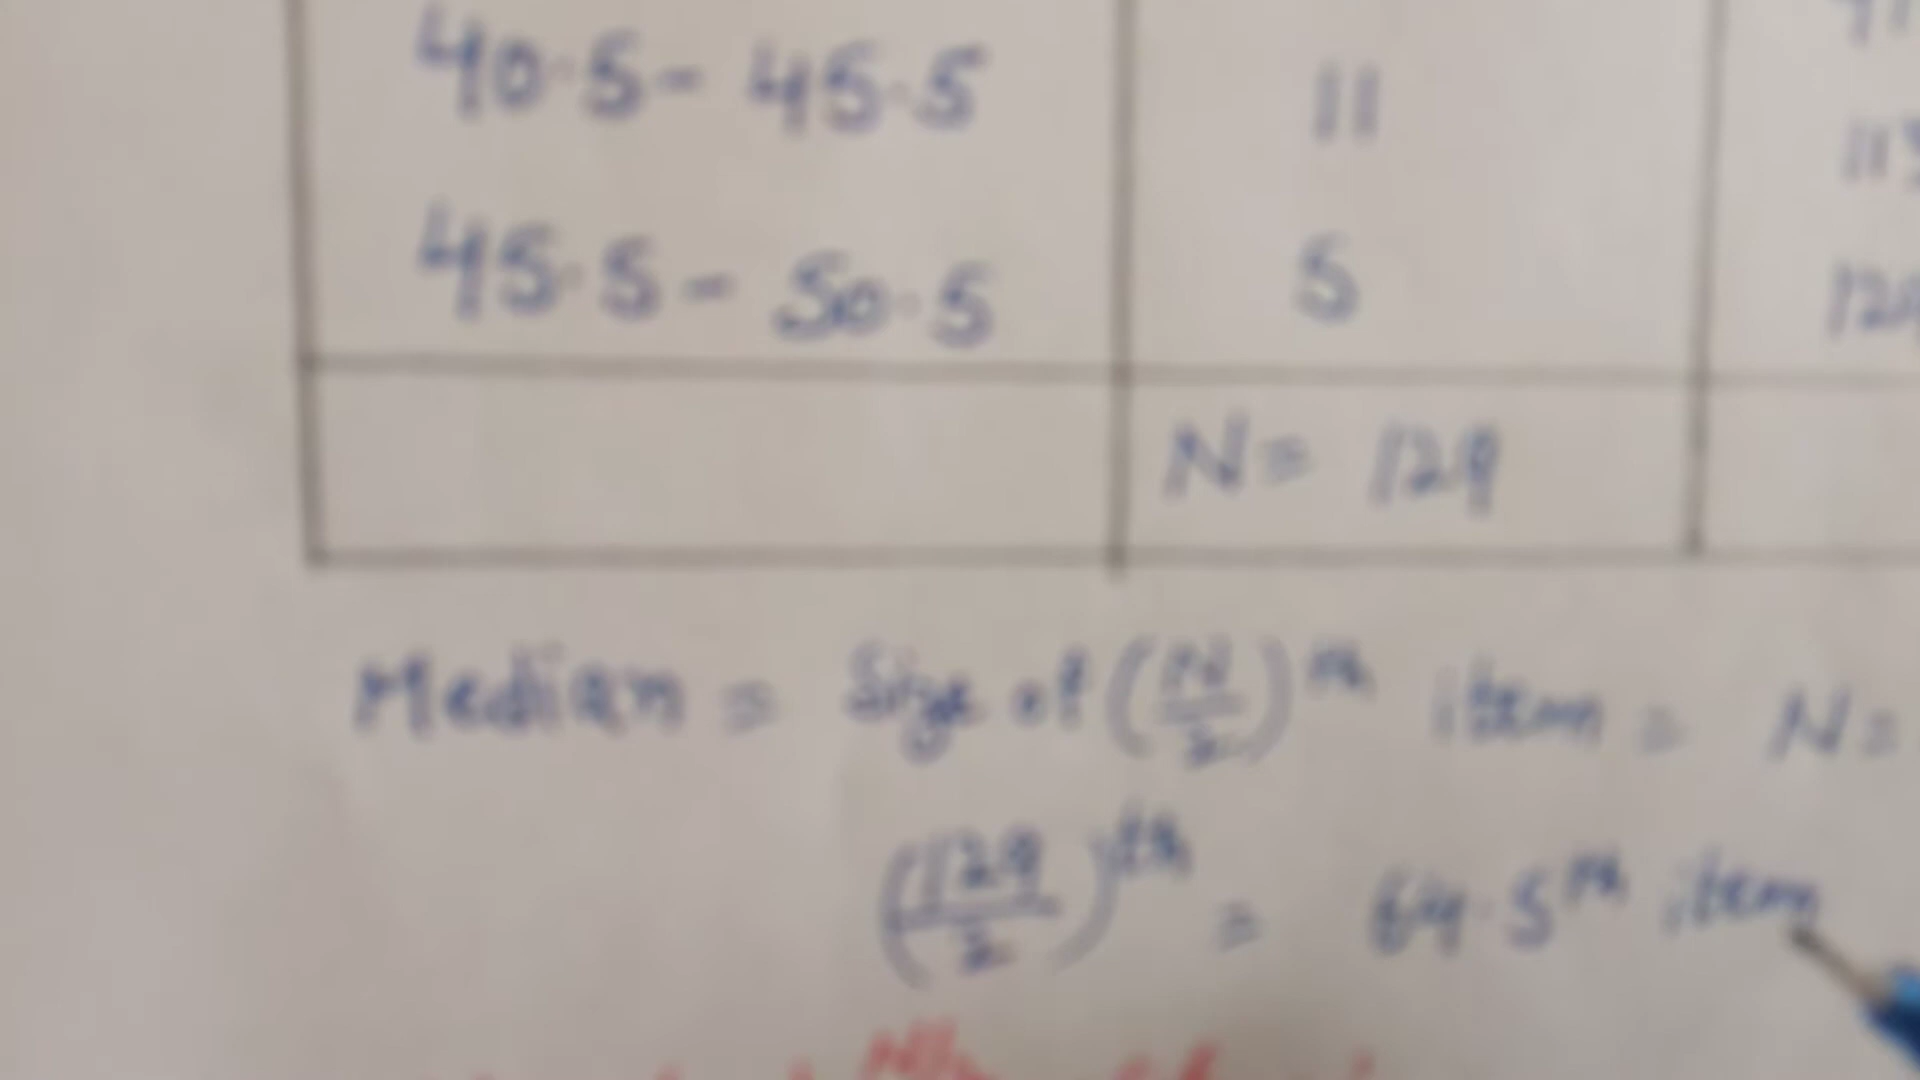 40.5 - 45.5 11
45.5 - 50.5 5
N = 129
Median = Size of (N/2)th item = N =
(129/2)th = 64.5th item